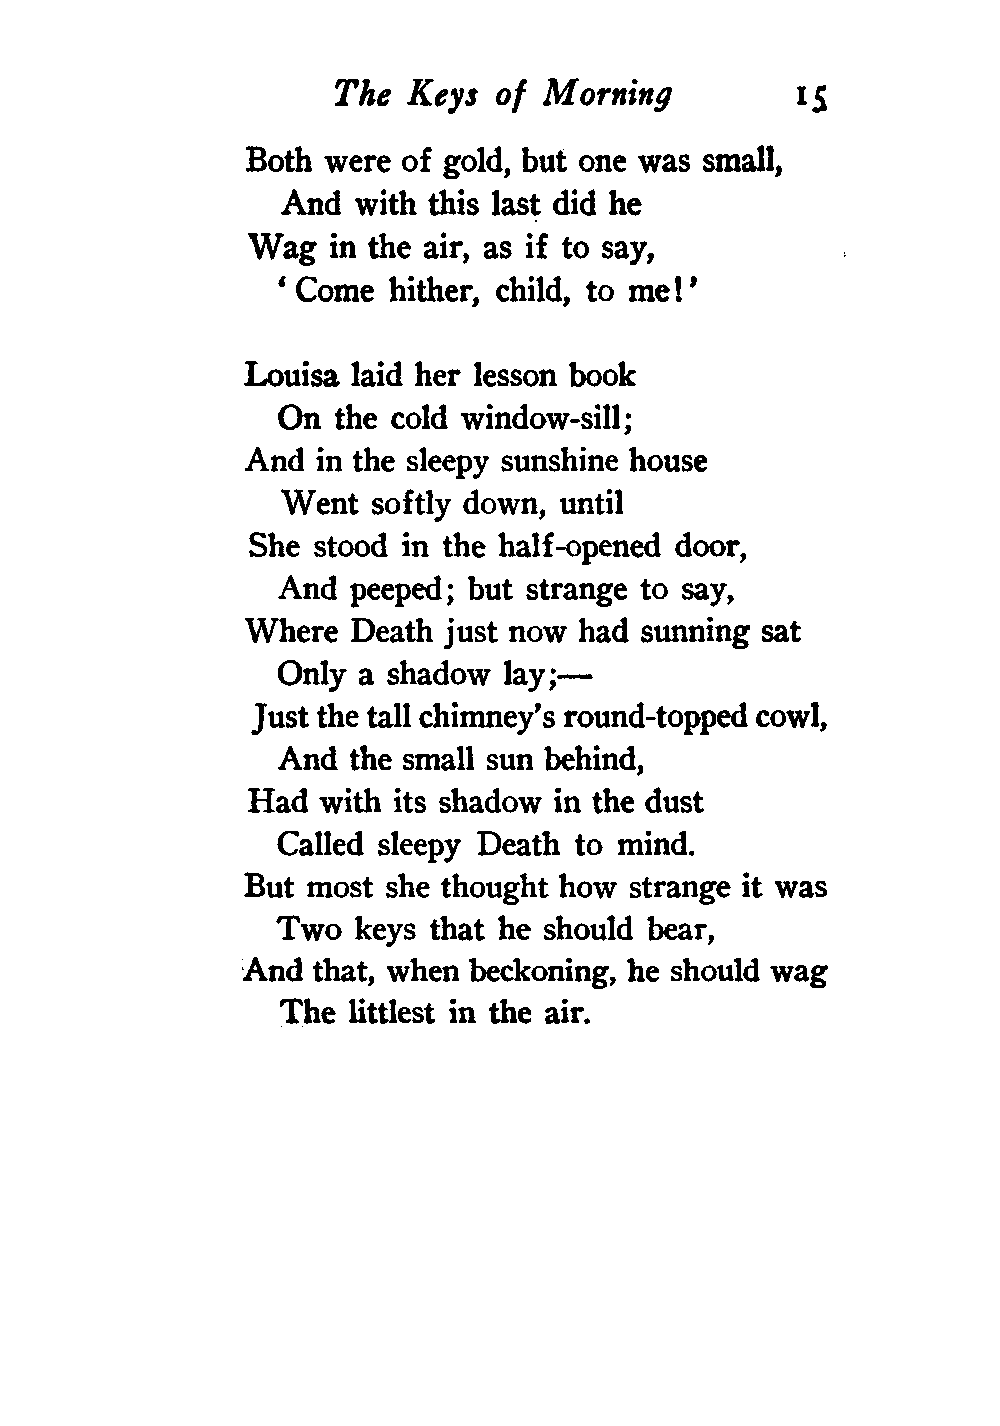 The Keys of Morning 15
Both were of gold, but one was small,
And with this last did he
Wag in the air, as if to say,
‘Come hither, child, to me!’
Louisa laid her lesson book
On the cold window-sill;
And in the sleepy sunshine house
Went softly down, until
She stood in the half-opened door,
And peeped; but strange to say,
Where Death just now had sunning sat
Only a shadow lay;—
Just the tall chimney’s round-topped cowl,
And the small sun behind,
Had with its shadow in the dust
Called sleepy Death to mind.
But most she thought how strange it was
Two keys that he should bear,
And that, when beckoning, he should wag
The littlest in the air.